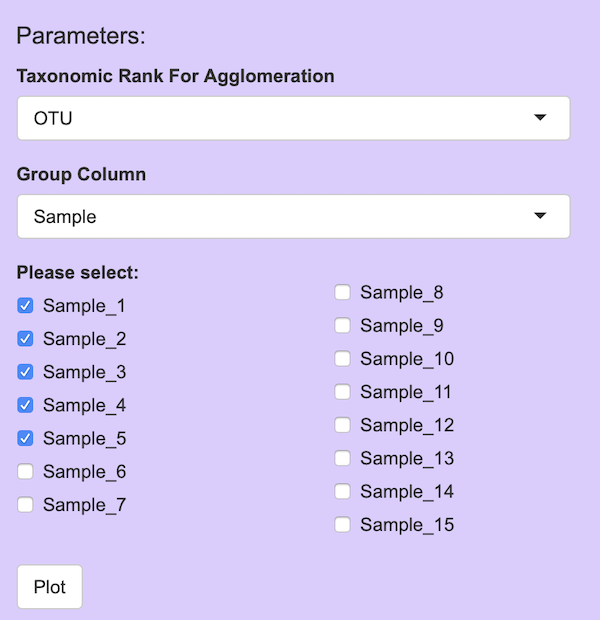 Parameters:
Taxonomic Rank For Agglomeration
OTU
Group Column
Sample
Please select:
Sample_1
Sample_2
Sample_3
Sample_4
Sample_5
Sample_6
Sample_7
Sample_8
Sample_9
Sample_10
Sample_11
Sample_12
Sample_13
Sample_14
Sample_15
Plot